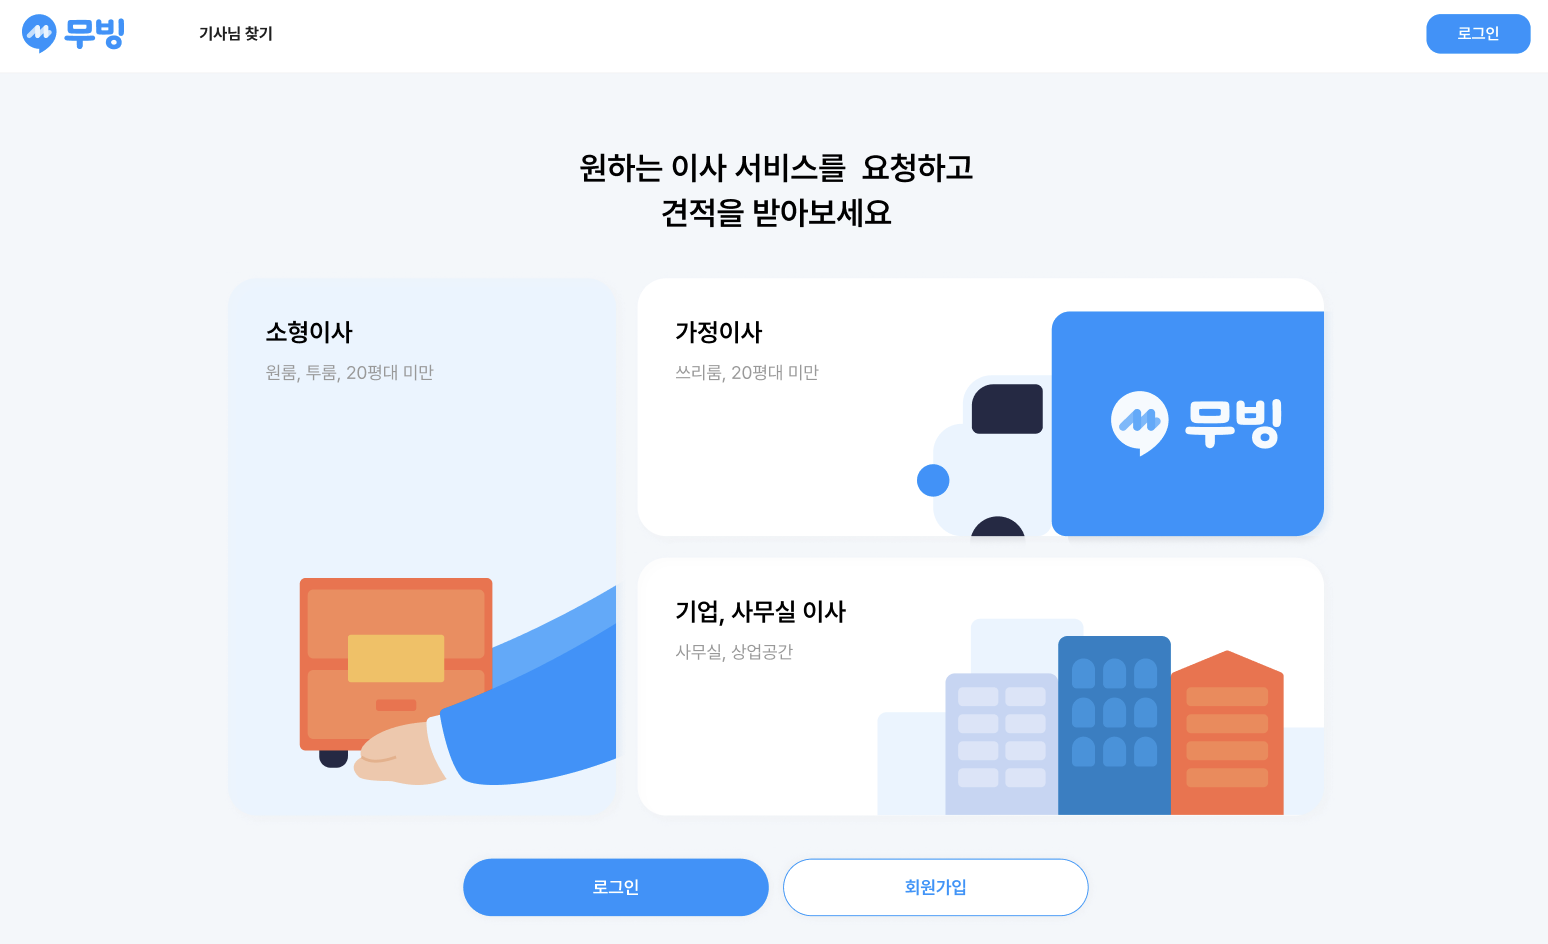 무빙
기사님 찾기
로그인
원하는 이사 서비스를  요청하고
견적을 받아보세요
소형이사
원룸, 투룸, 20평대 미만
가정이사
쓰리룸, 20평대 미만
무빙
기업, 사무실 이사
사무실, 상업공간
로그인
회원가입